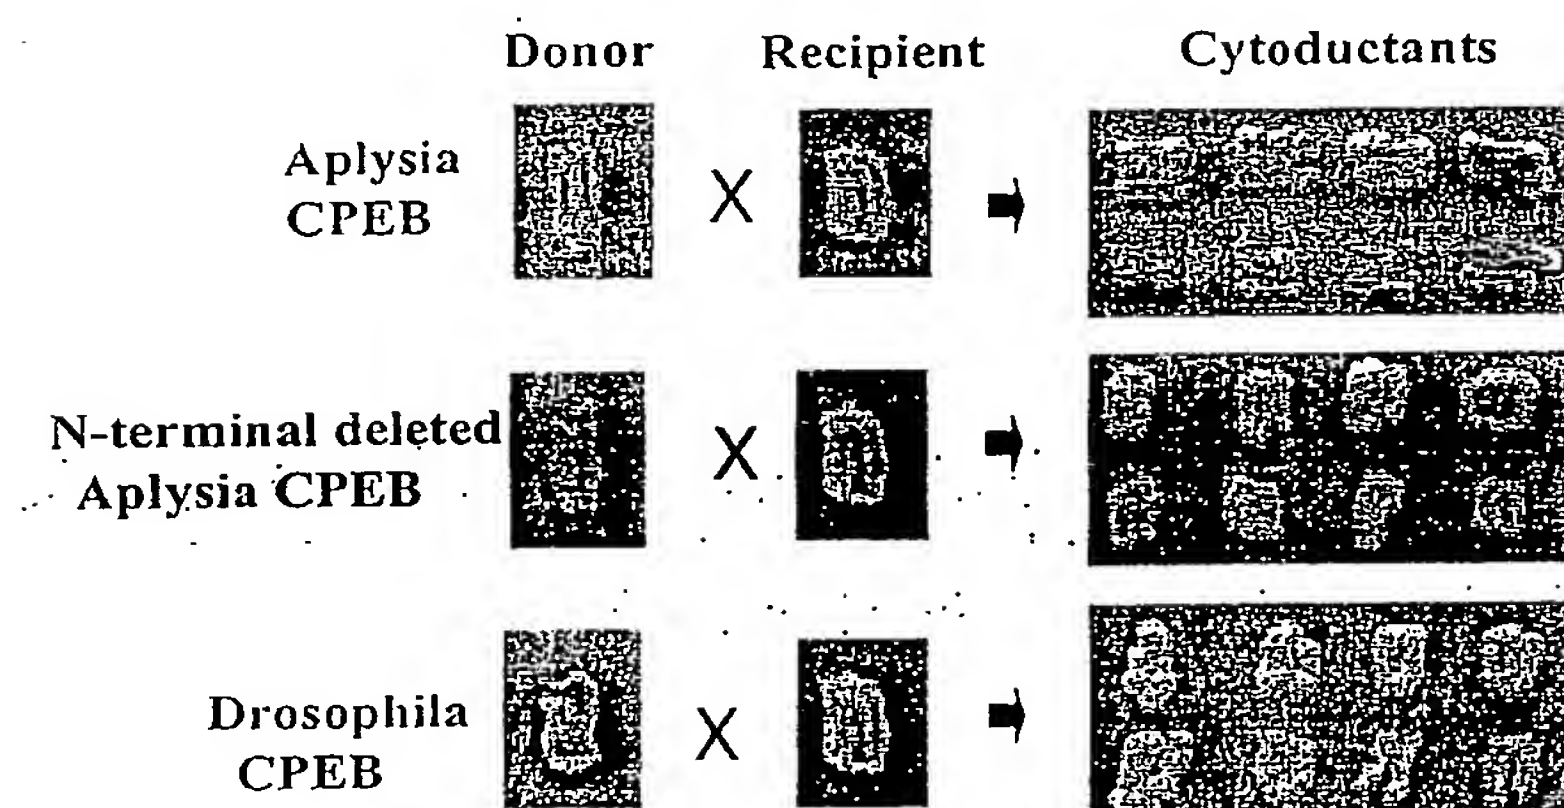 Donor Recipient Cytoductants
Aplysia
CPEB
X
N-terminal deleted
Aplysia CPEB
X
Drosophila
CPEB
X